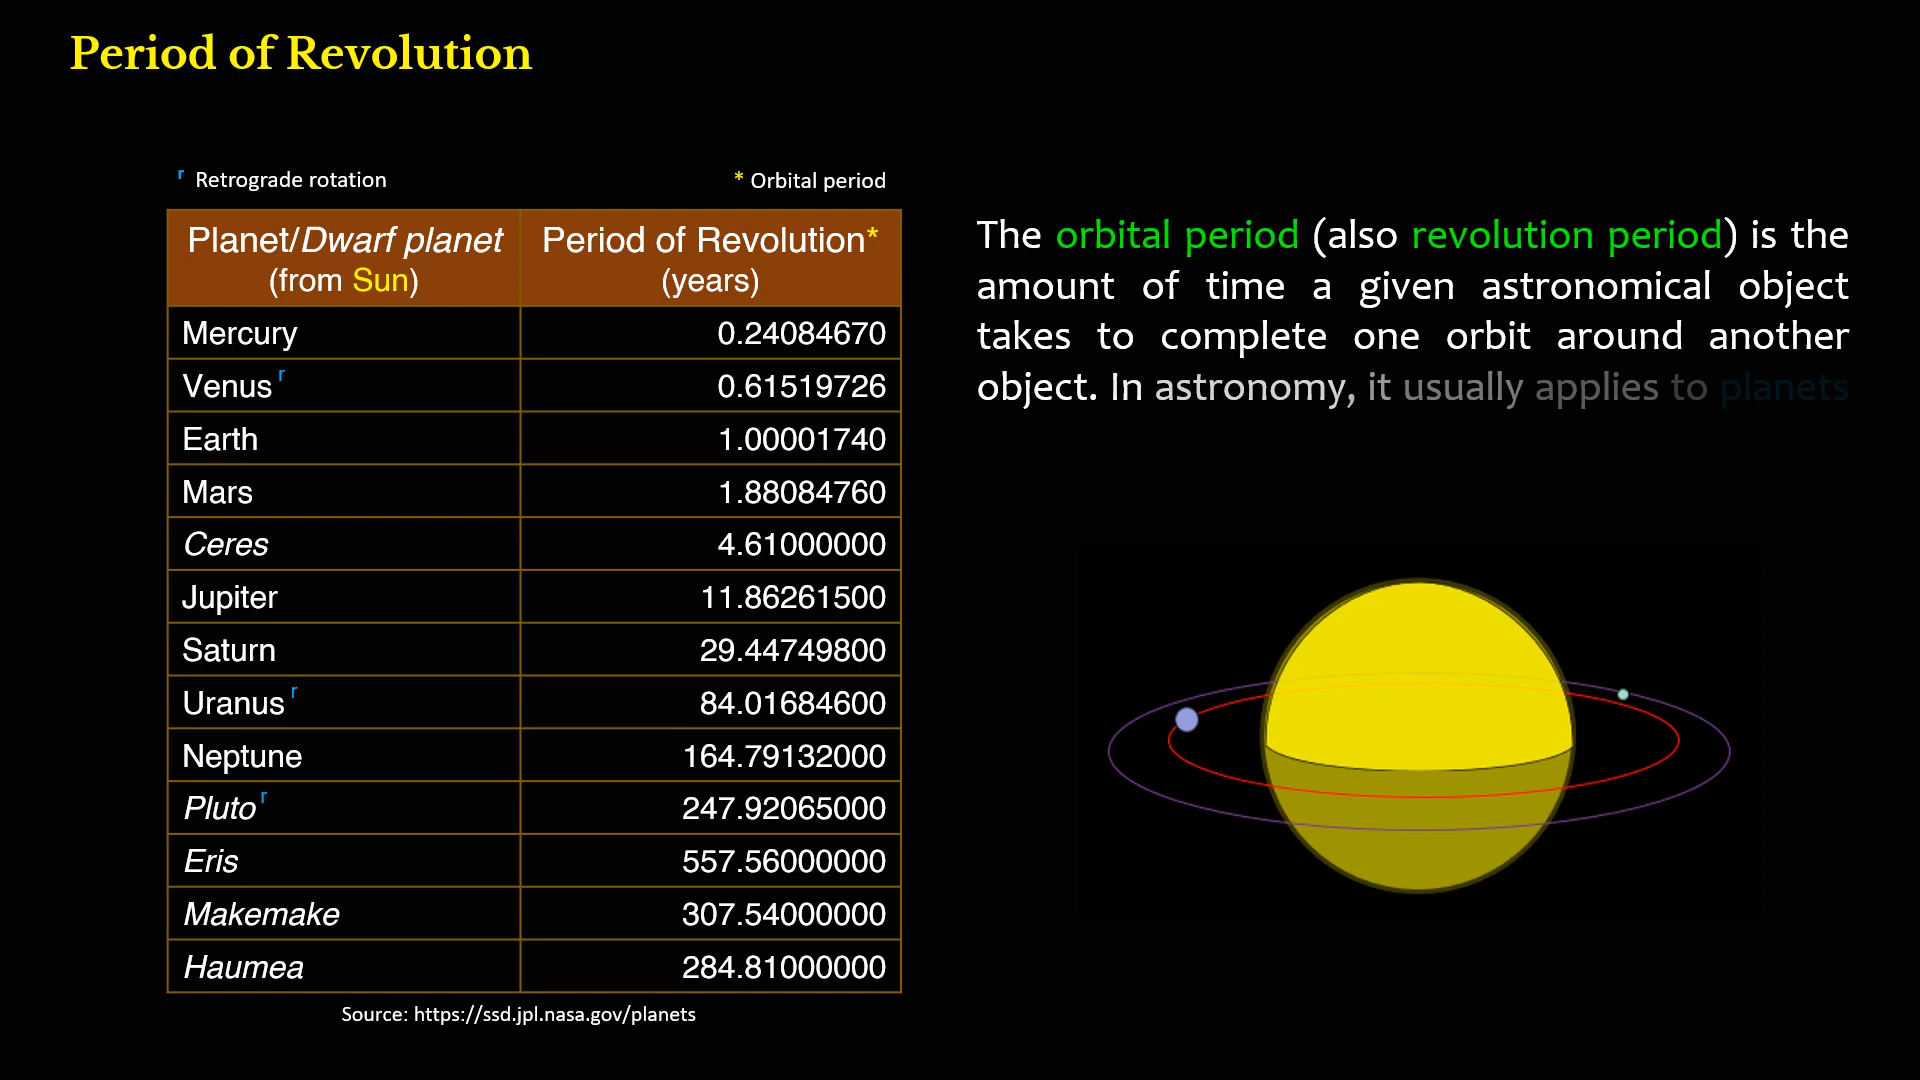 Period of Revolution
r Retrograde rotation
* Orbital period
Planet/Dwarf planet (from Sun) Period of Revolution* (years)
Mercury 0.24084670
Venus r 0.61519726
Earth 1.00001740
Mars 1.88084760
Ceres 4.61000000
Jupiter 11.86261500
Saturn 29.44749800
Uranus r 84.01684600
Neptune 164.79132000
Pluto r 247.92065000
Eris 557.56000000
Makemake 307.54000000
Haumea 284.81000000
Source: https://ssd.jpl.nasa.gov/planets
The orbital period (also revolution period) is the
amount of time a given astronomical object
takes to complete one orbit around another
object. In astronomy, it usually applies to planets